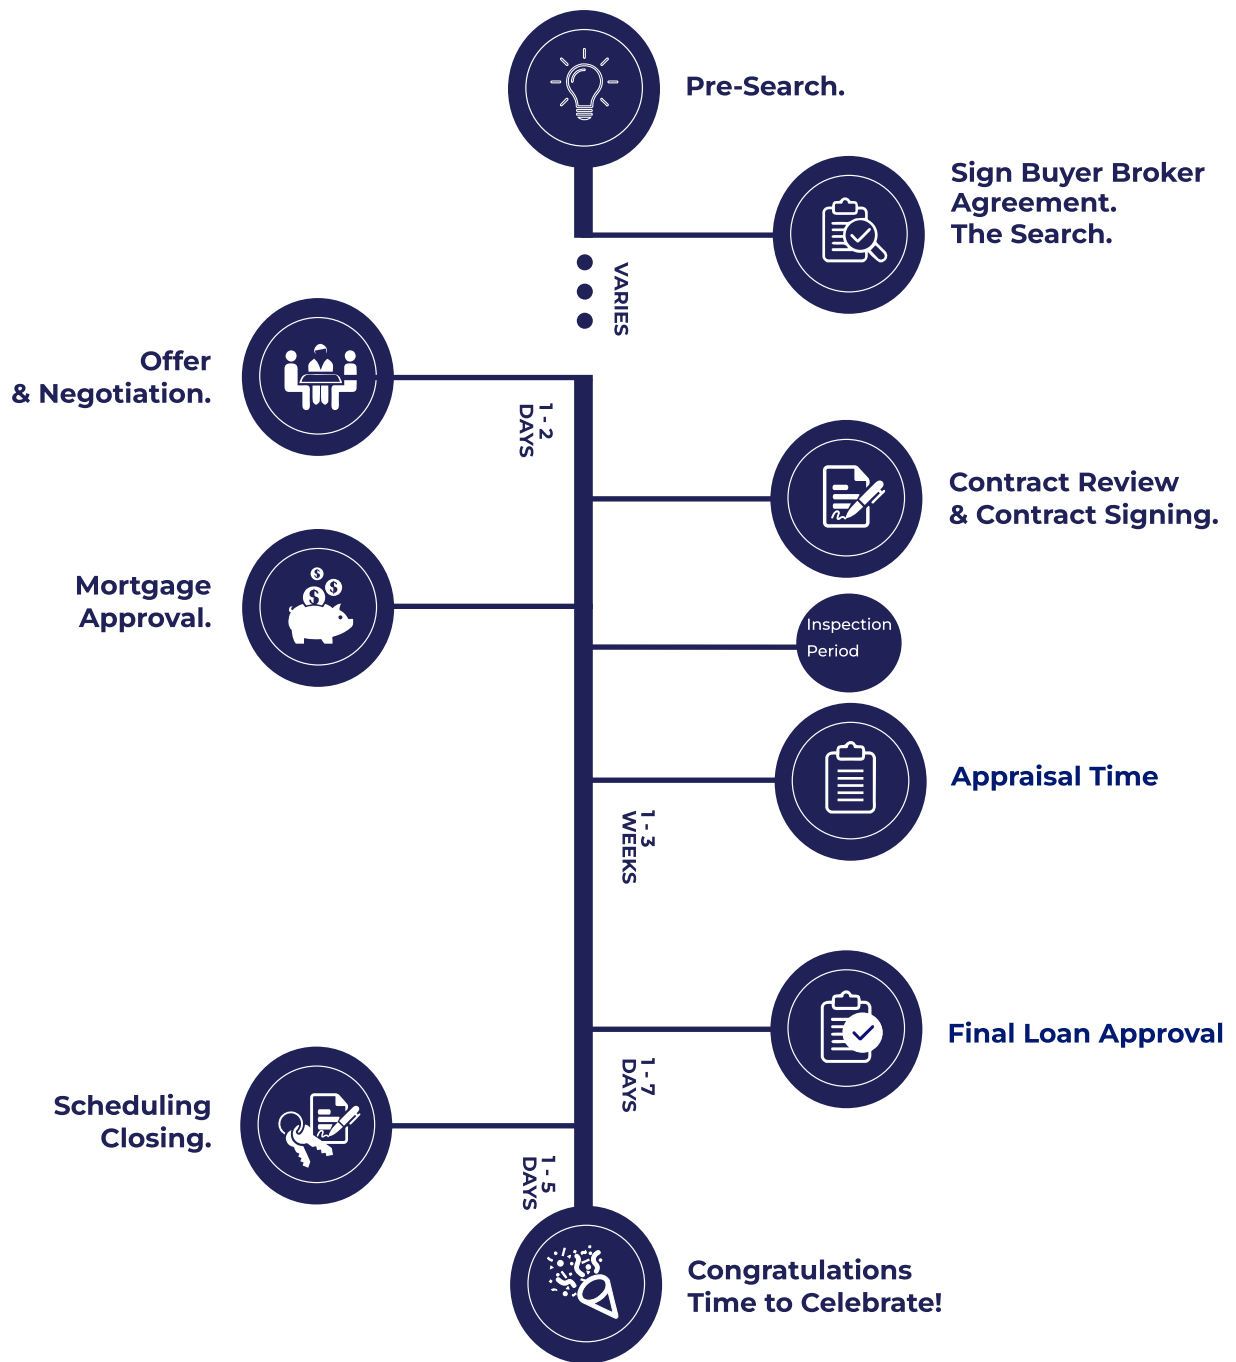 Pre-Search.
Sign Buyer Broker
Agreement.
The Search.
VARIES
Offer
& Negotiation.
1 - 2
DAYS
Contract Review
& Contract Signing.
Mortgage
Approval.
$
$
$
Inspection
Period
Appraisal Time
1 - 3
WEEKS
Final Loan Approval
1 - 7
DAYS
Scheduling
Closing.
1 - 5
DAYS
Congratulations
Time to Celebrate!